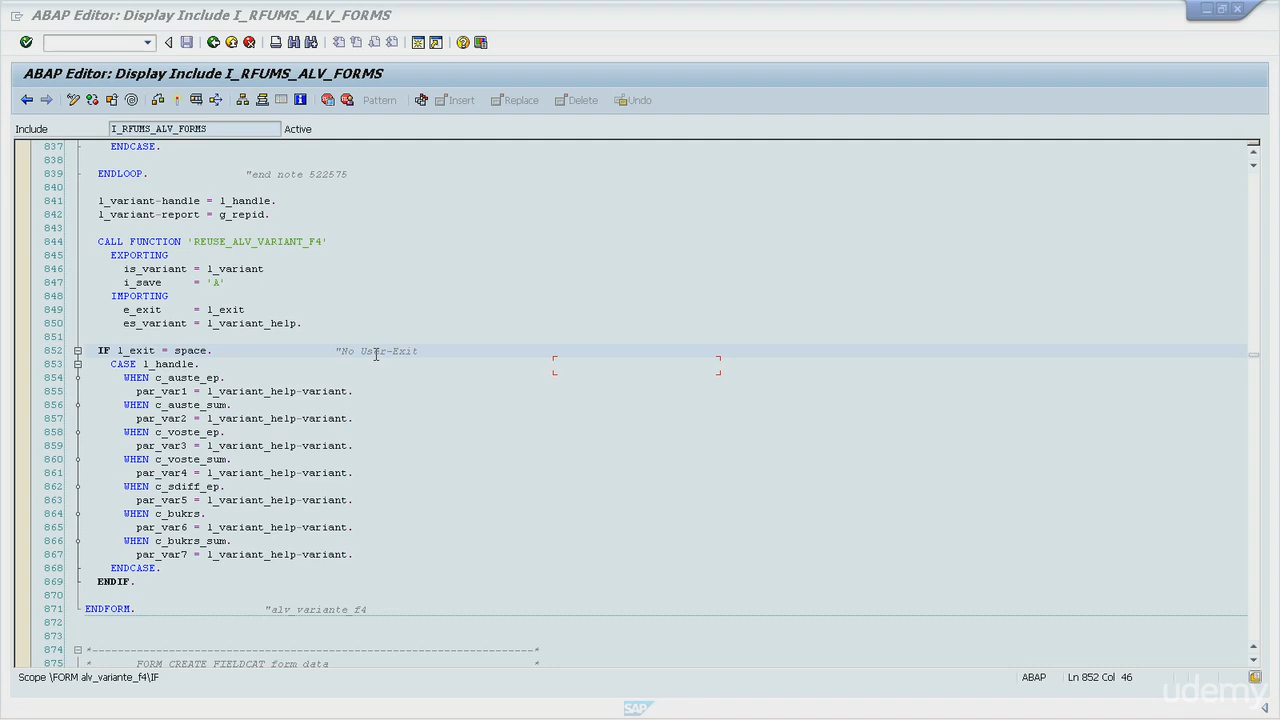 ABAP Editor: Display Include I_RFUMS_ALV_FORMS
ABAP Editor: Display Include I_RFUMS_ALV_FORMS
Pattern Insert Replace Delete Undo
Include I_RFUMS_ALV_FORMS Active
837 ENDCASE.
838
839 ENDLOOP. "end note 522575
840
841 l_variant-handle = l_handle.
842 l_variant-report = g_repid.
843
844 CALL FUNCTION 'REUSE_ALV_VARIANT_F4'
845 EXPORTING
846 is_variant = l_variant
847 i_save = 'A'
848 IMPORTING
849 e_exit = l_exit
850 es_variant = l_variant_help.
851
852 IF l_exit = space. "No User-Exit
853 CASE l_handle.
854 WHEN c_auste_ep.
855 par_var1 = l_variant_help-variant.
856 WHEN c_auste_sum.
857 par_var2 = l_variant_help-variant.
858 WHEN c_voste_ep.
859 par_var3 = l_variant_help-variant.
860 WHEN c_voste_sum.
861 par_var4 = l_variant_help-variant.
862 WHEN c_sdiff_ep.
863 par_var5 = l_variant_help-variant.
864 WHEN c_bukrs.
865 par_var6 = l_variant_help-variant.
866 WHEN c_bukrs_sum.
867 par_var7 = l_variant_help-variant.
868 ENDCASE.
869 ENDIF.
870
871 ENDFORM. "alv_variante_f4
872
873
874 *---------------------------------------------------------------------*
875 * FORM CREATE_FIELDCAT_form_data *
Scope \FORM alv_variante_f4\IF ABAP Ln 852 Col 46
SAP
udemy